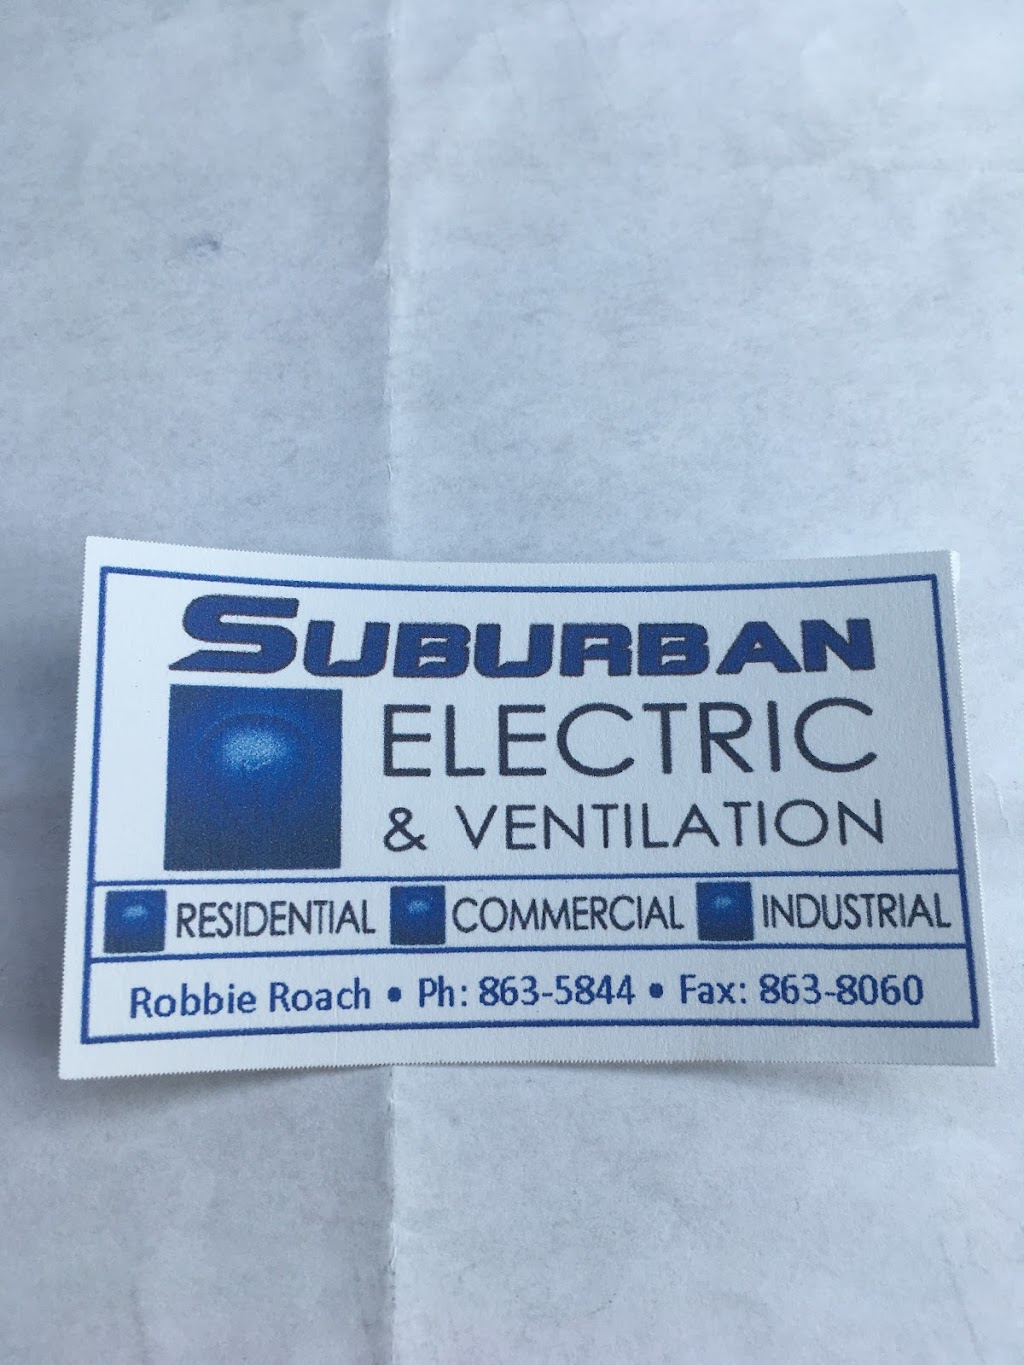 SUBURBAN
ELECTRIC
& VENTILATION
RESIDENTIAL COMMERCIAL INDUSTRIAL
Robbie Roach • Ph: 863-5844 • Fax: 863-8060